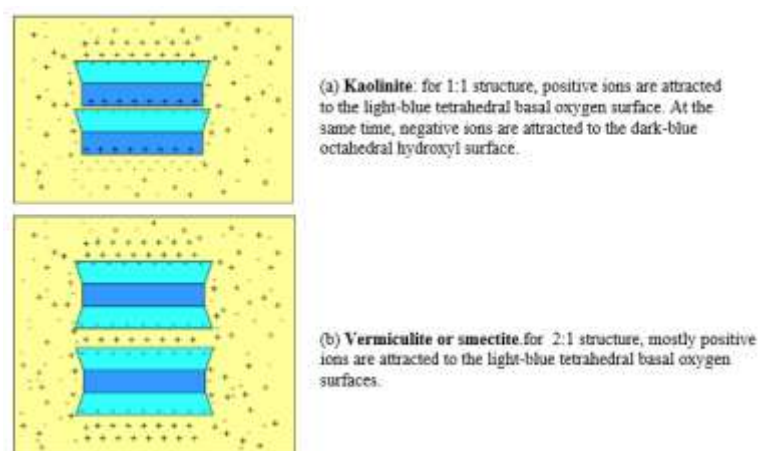 (a) Kaolinite: for 1:1 structure, positive ions are attracted
to the light-blue tetrahedral basal oxygen surface. At the
same time, negative ions are attracted to the dark-blue
octahedral hydroxyl surface.
(b) Vermiculite or smectite.for 2:1 structure, mostly positive
ions are attracted to the light-blue tetrahedral basal oxygen
surfaces.